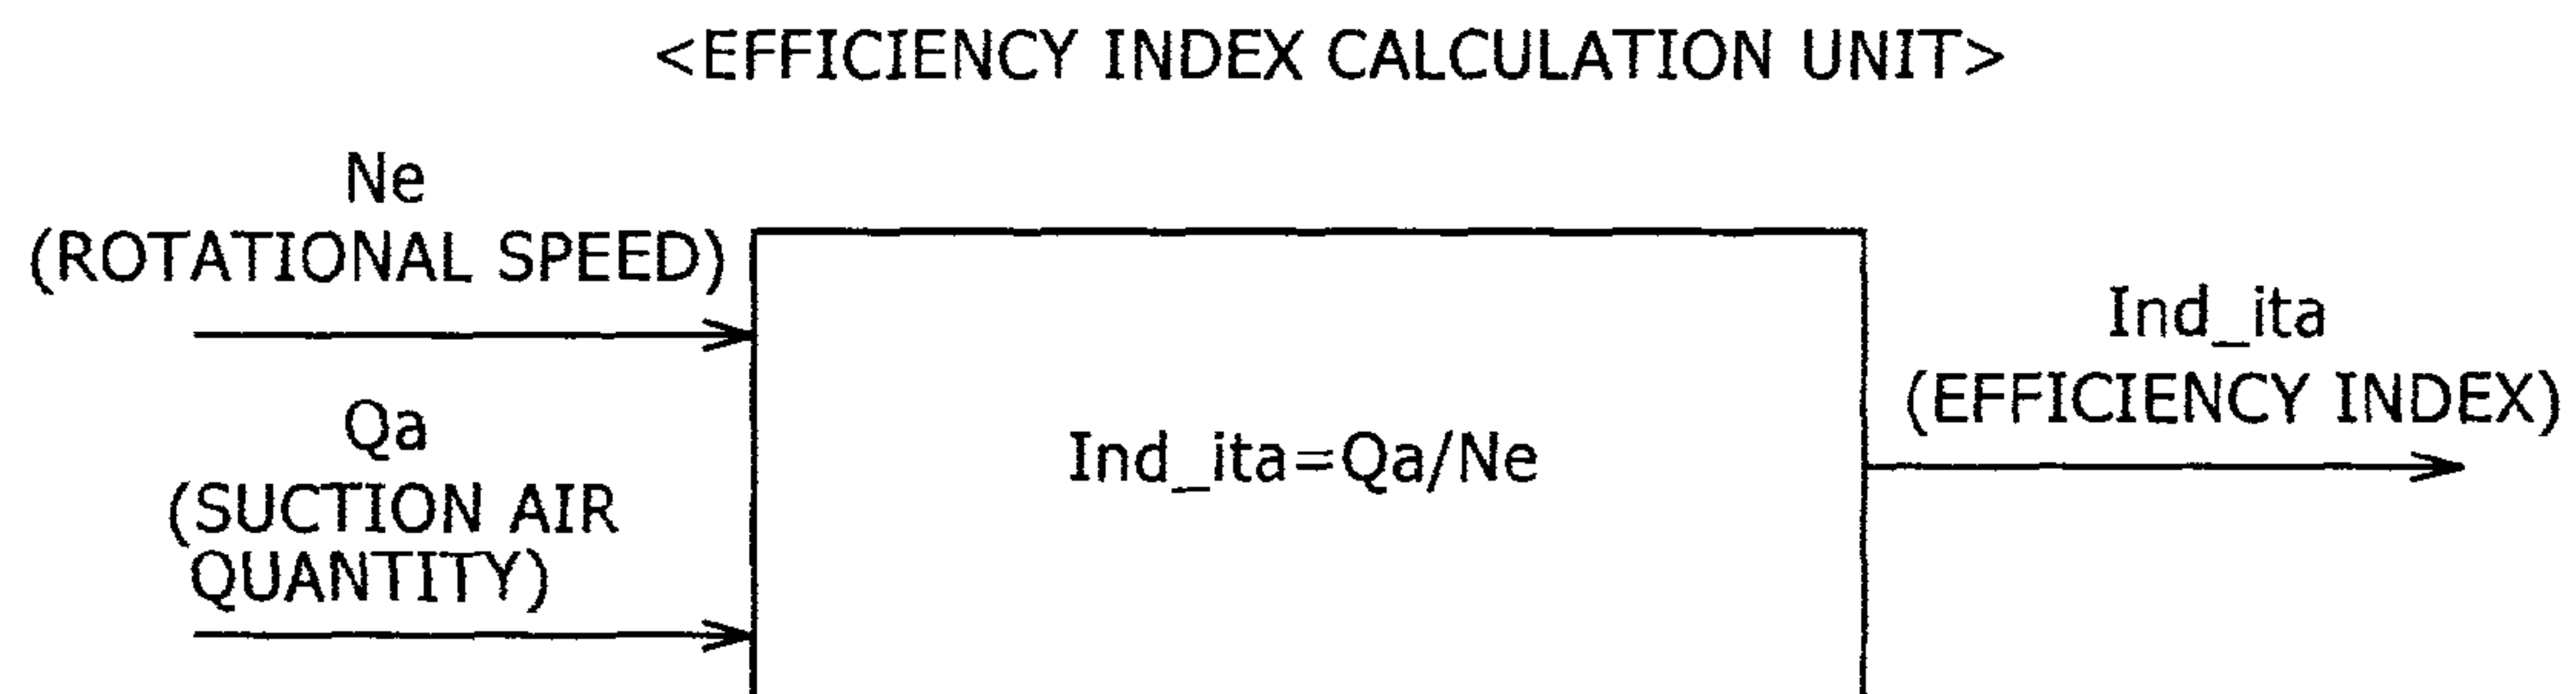 <EFFICIENCY INDEX CALCULATION UNIT>
Ne
(ROTATIONAL SPEED)
Qa
(SUCTION AIR
QUANTITY)
Ind_ita=Qa/Ne
Ind_ita
(EFFICIENCY INDEX)